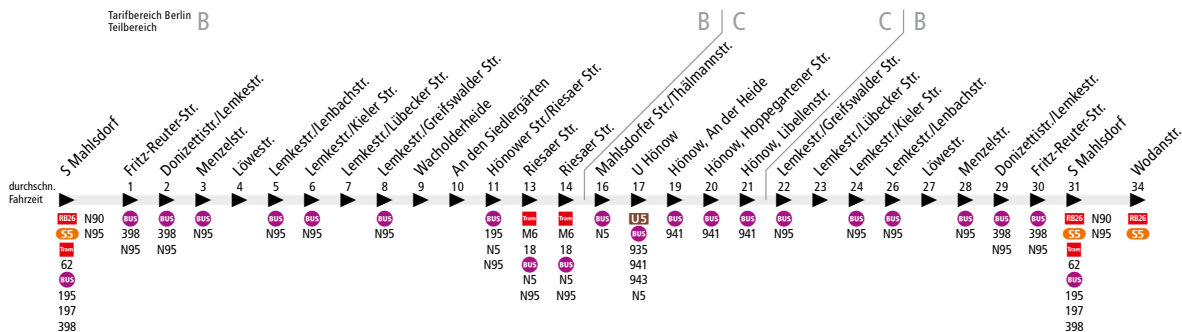 Tarifbereich Berlin
Teilbereich
B
B C
C B
S Mahlsdorf
Fritz-Reuter-Str.
Donizettistr./Lemkestr.
Menzelstr.
Löwestr.
Lemkestr./Lenbachstr.
Lemkestr./Kieler Str.
Lemkestr./Lübecker Str.
Lemkestr./Greifswalder Str.
Wacholderheide
An den Siedlergärten
Hönower Str./Riesaer Str.
Riesaer Str.
Riesaer Str.
Mahlsdorfer Str./Thälmannstr.
U Hönow
Hönow, An der Heide
Hönow, Hoppegartener Str.
Hönow, Libellenstr.
Lemkestr./Greifswalder Str.
Lemkestr./Lübecker Str.
Lemkestr./Kieler Str.
Lemkestr./Lenbachstr.
Löwestr.
Menzelstr.
Donizettistr./Lemkestr.
Fritz-Reuter-Str.
S Mahlsdorf
Wodanstr.
durchschn. 1 2 3 4 5 6 7 8 9 10 11 13 14 16 17 19 20 21 22 23 24 26 27 28 29 30 31 34
Fahrzeit
RB26 N90 BUS BUS BUS BUS BUS BUS BUS Tram Tram BUS U5 BUS BUS BUS BUS BUS BUS BUS BUS BUS RB26 N90 RB26
S5 N95 398 398 N95 N95 N95 N95 195 M6 M6 N5 BUS 941 941 941 N95 N95 N95 N95 398 398 S5 N95 S5
Tram N95 N95 N5 18 18 935 N95 N95 Tram
62 N95 BUS BUS 941 62
BUS N5 N5 943 BUS
195 N95 N95 N5 195
197 197
398 398